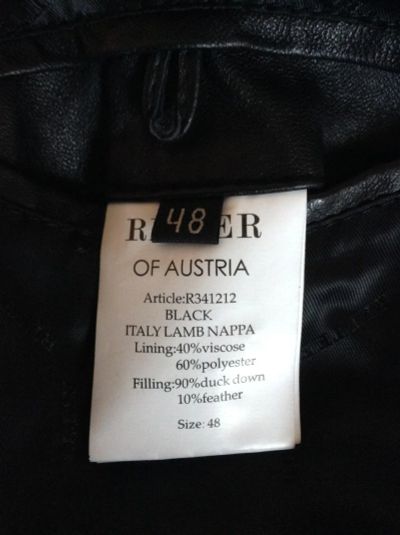 48
OF AUSTRIA
Article:R341212
BLACK
ITALY LAMB NAPPA
Lining:40%viscose
60%polyester
Filling:90%duck down
10%feather
Size: 48